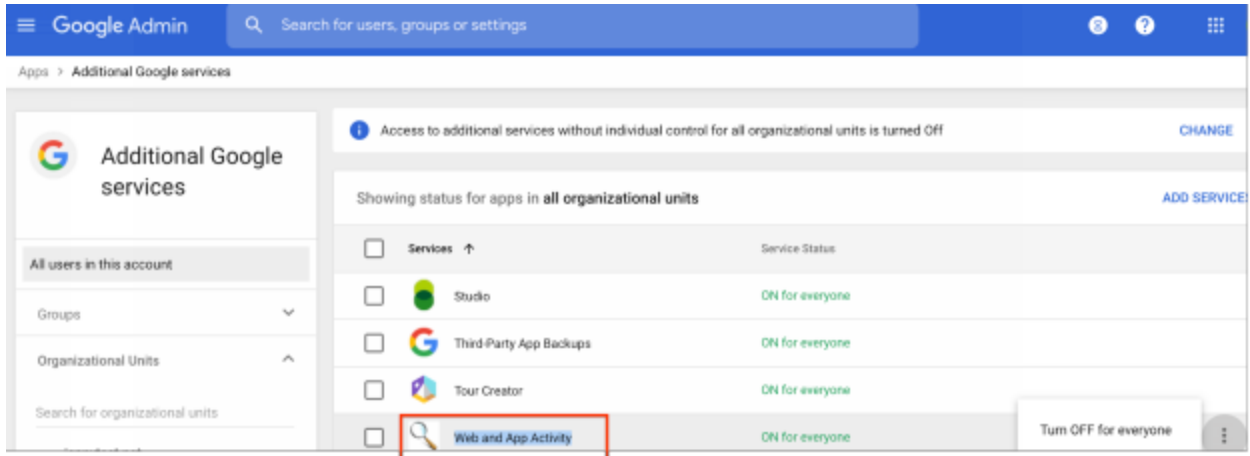 Google Admin
Search for users, groups or settings
Apps > Additional Google services
Additional Google
services
All users in this account
Groups
Organizational Units
Search for organizational units
Access to additional services without individual control for all organizational units is turned Off
CHANGE
Showing status for apps in all organizational units
ADD SERVICE
Services ↑
Service Status
Studio
ON for everyone
Third-Party App Backups
ON for everyone
Tour Creator
ON for everyone
Web and App Activity
ON for everyone
Turn OFF for everyone